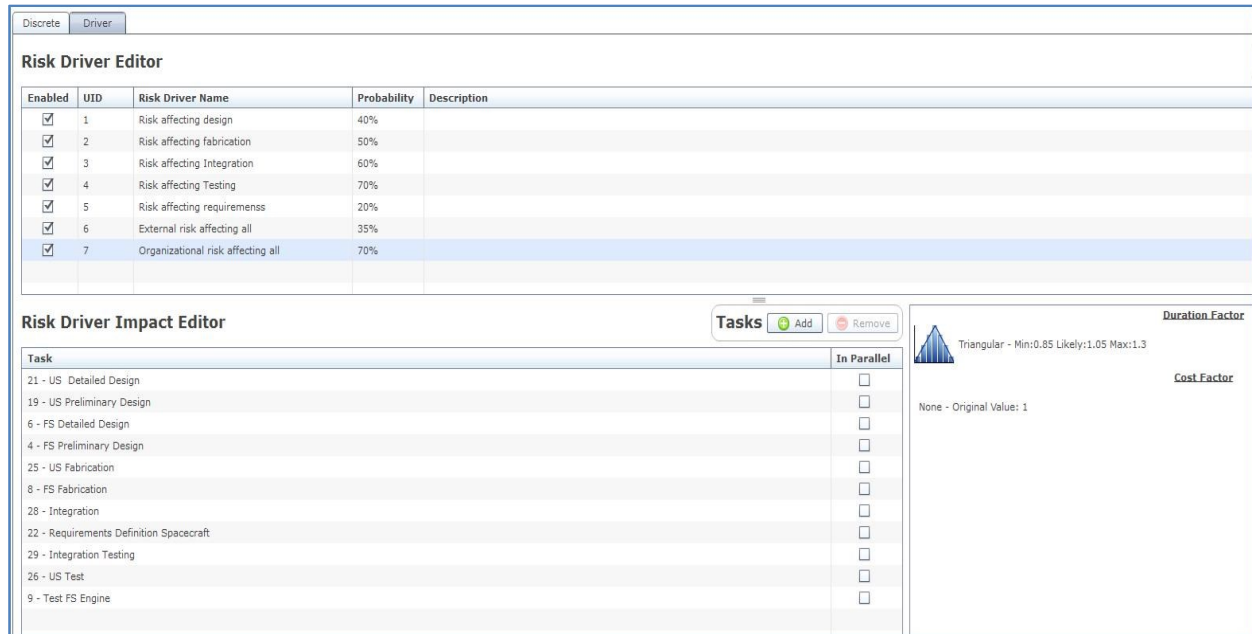 Discrete Driver
Risk Driver Editor
Enabled UID Risk Driver Name Probability Description
1 Risk affecting design 40%
2 Risk affecting fabrication 50%
3 Risk affecting Integration 60%
4 Risk affecting Testing 70%
5 Risk affecting requiremenss 20%
6 External risk affecting all 35%
7 Organizational risk affecting all 70%
Risk Driver Impact Editor Tasks Add Remove
Duration Factor
Triangular - Min:0.85 Likely:1.05 Max:1.3
Cost Factor
None - Original Value: 1
Task In Parallel
21 - US Detailed Design
19 - US Preliminary Design
6 - FS Detailed Design
4 - FS Preliminary Design
25 - US Fabrication
8 - FS Fabrication
28 - Integration
22 - Requirements Definition Spacecraft
29 - Integration Testing
26 - US Test
9 - Test FS Engine